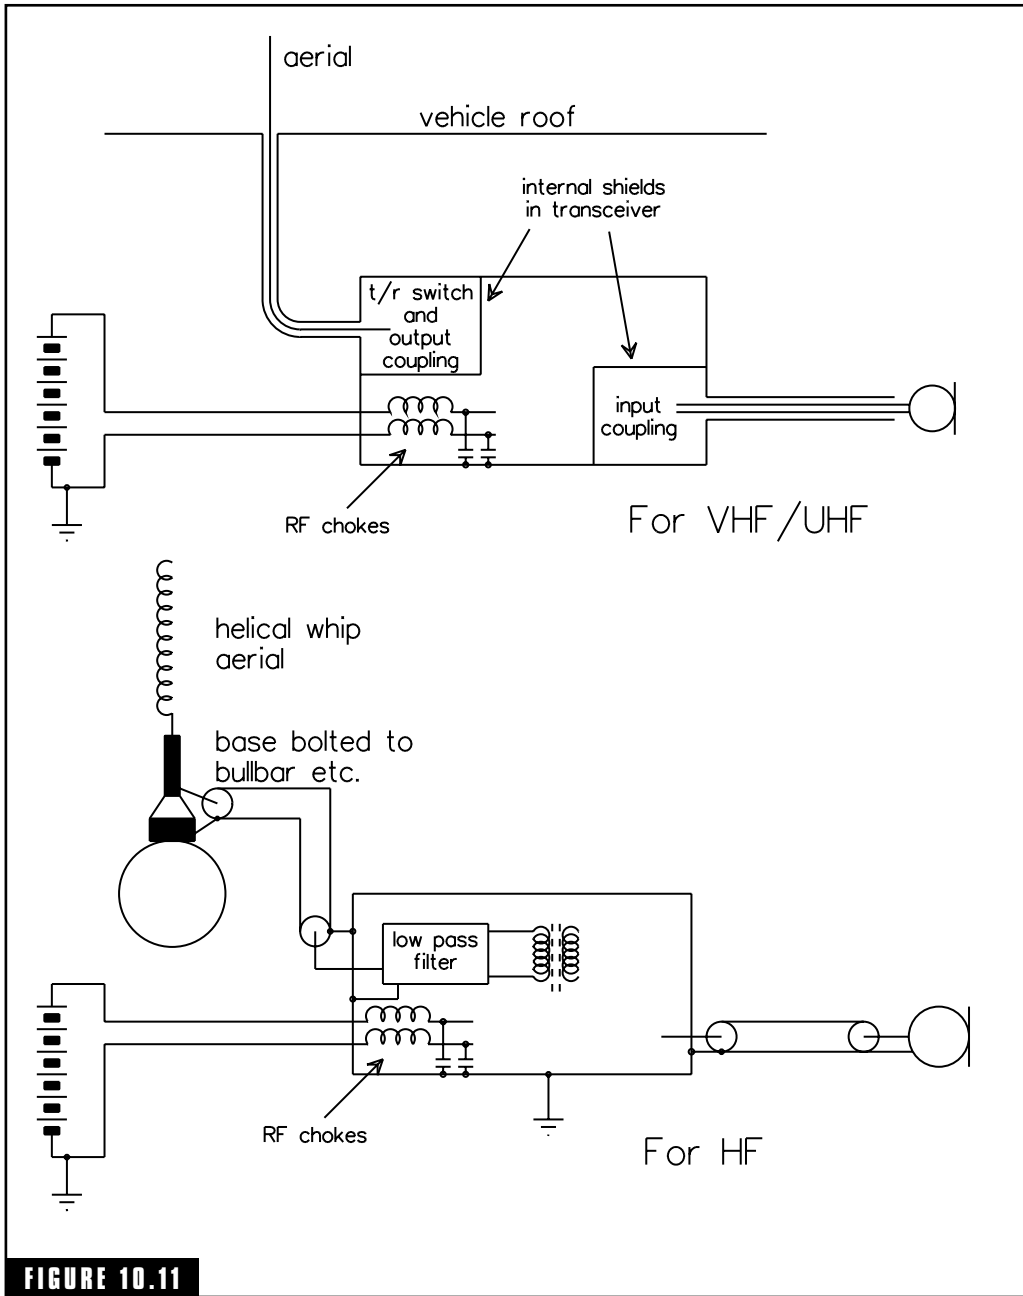 aerial
vehicle roof
internal shields
in transceiver
t/r switch
and
output
coupling
input
coupling
RF chokes
For VHF/UHF
helical whip
aerial
base bolted to
bullbar etc.
low pass
filter
RF chokes
For HF
FIGURE 10.11